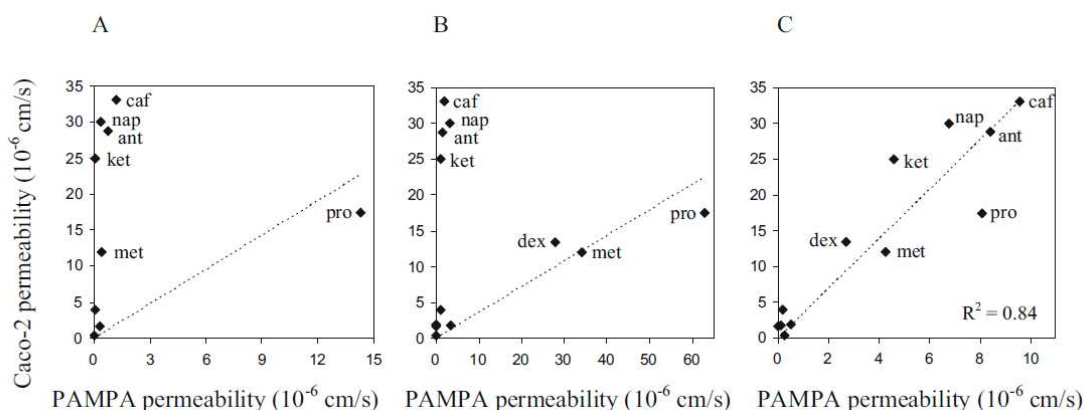 A
B
C
Caco-2 permeability (10⁻⁶ cm/s)
35
30
25
20
15
10
5
0
caf
nap
ant
ket
met
pro
0 3 6 9 12 15
PAMPA permeability (10⁻⁶ cm/s)
35
30
25
20
15
10
5
0
caf
nap
ant
ket
dex
met
pro
0 10 20 30 40 50 60
PAMPA permeability (10⁻⁶ cm/s)
35
30
25
20
15
10
5
0
caf
nap
ant
ket
pro
dex
met
R² = 0.84
0 2 4 6 8 10
PAMPA permeability (10⁻⁶ cm/s)